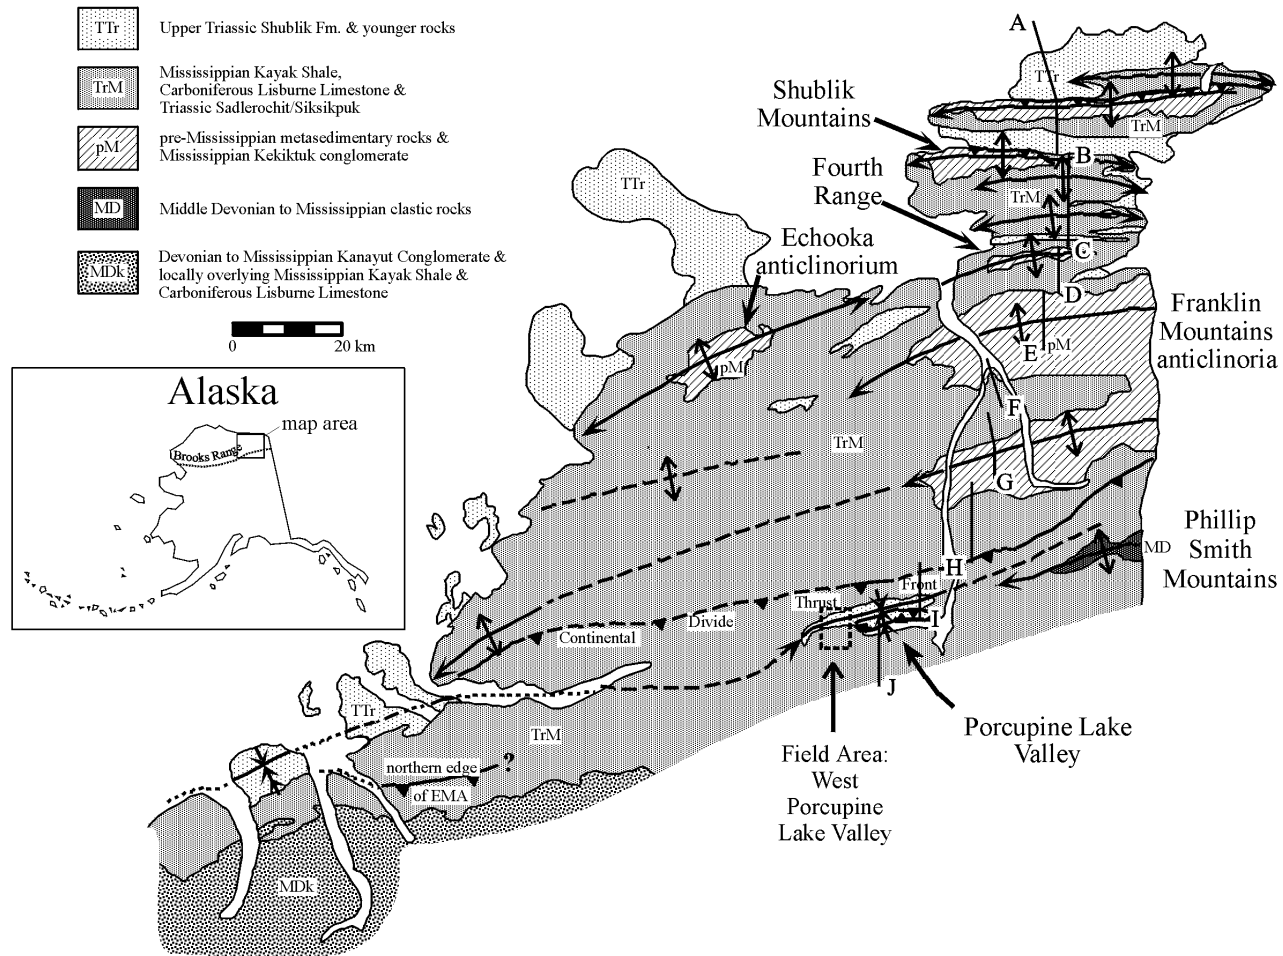 TTr
Upper Triassic Shublik Fm. & younger rocks
TrM
Mississippian Kayak Shale,
Carboniferous Lisburne Limestone &
Triassic Sadlerochit/Siksikpuk
pM
pre-Mississippian metasedimentary rocks &
Mississippian Kekiktuk conglomerate
MD
Middle Devonian to Mississippian clastic rocks
MDk
Devonian to Mississippian Kanayut Conglomerate &
locally overlying Mississippian Kayak Shale &
Carboniferous Lisburne Limestone
0
20 km
Alaska
map area
Brooks Range
A
TTr
Shublik
Mountains
TrM
B
Fourth
Range
TrM
TTr
Echooka
anticlinorium
C
D
Franklin
Mountains
anticlinoria
E
pM
pM
F
TrM
G
Phillip
Smith
Mountains
MD
H
Front
Thrust
Divide
Continental
I
J
Porcupine Lake
Valley
TTr
TrM
Field Area:
West
Porcupine
Lake Valley
northern edge
?
of EMA
MDk